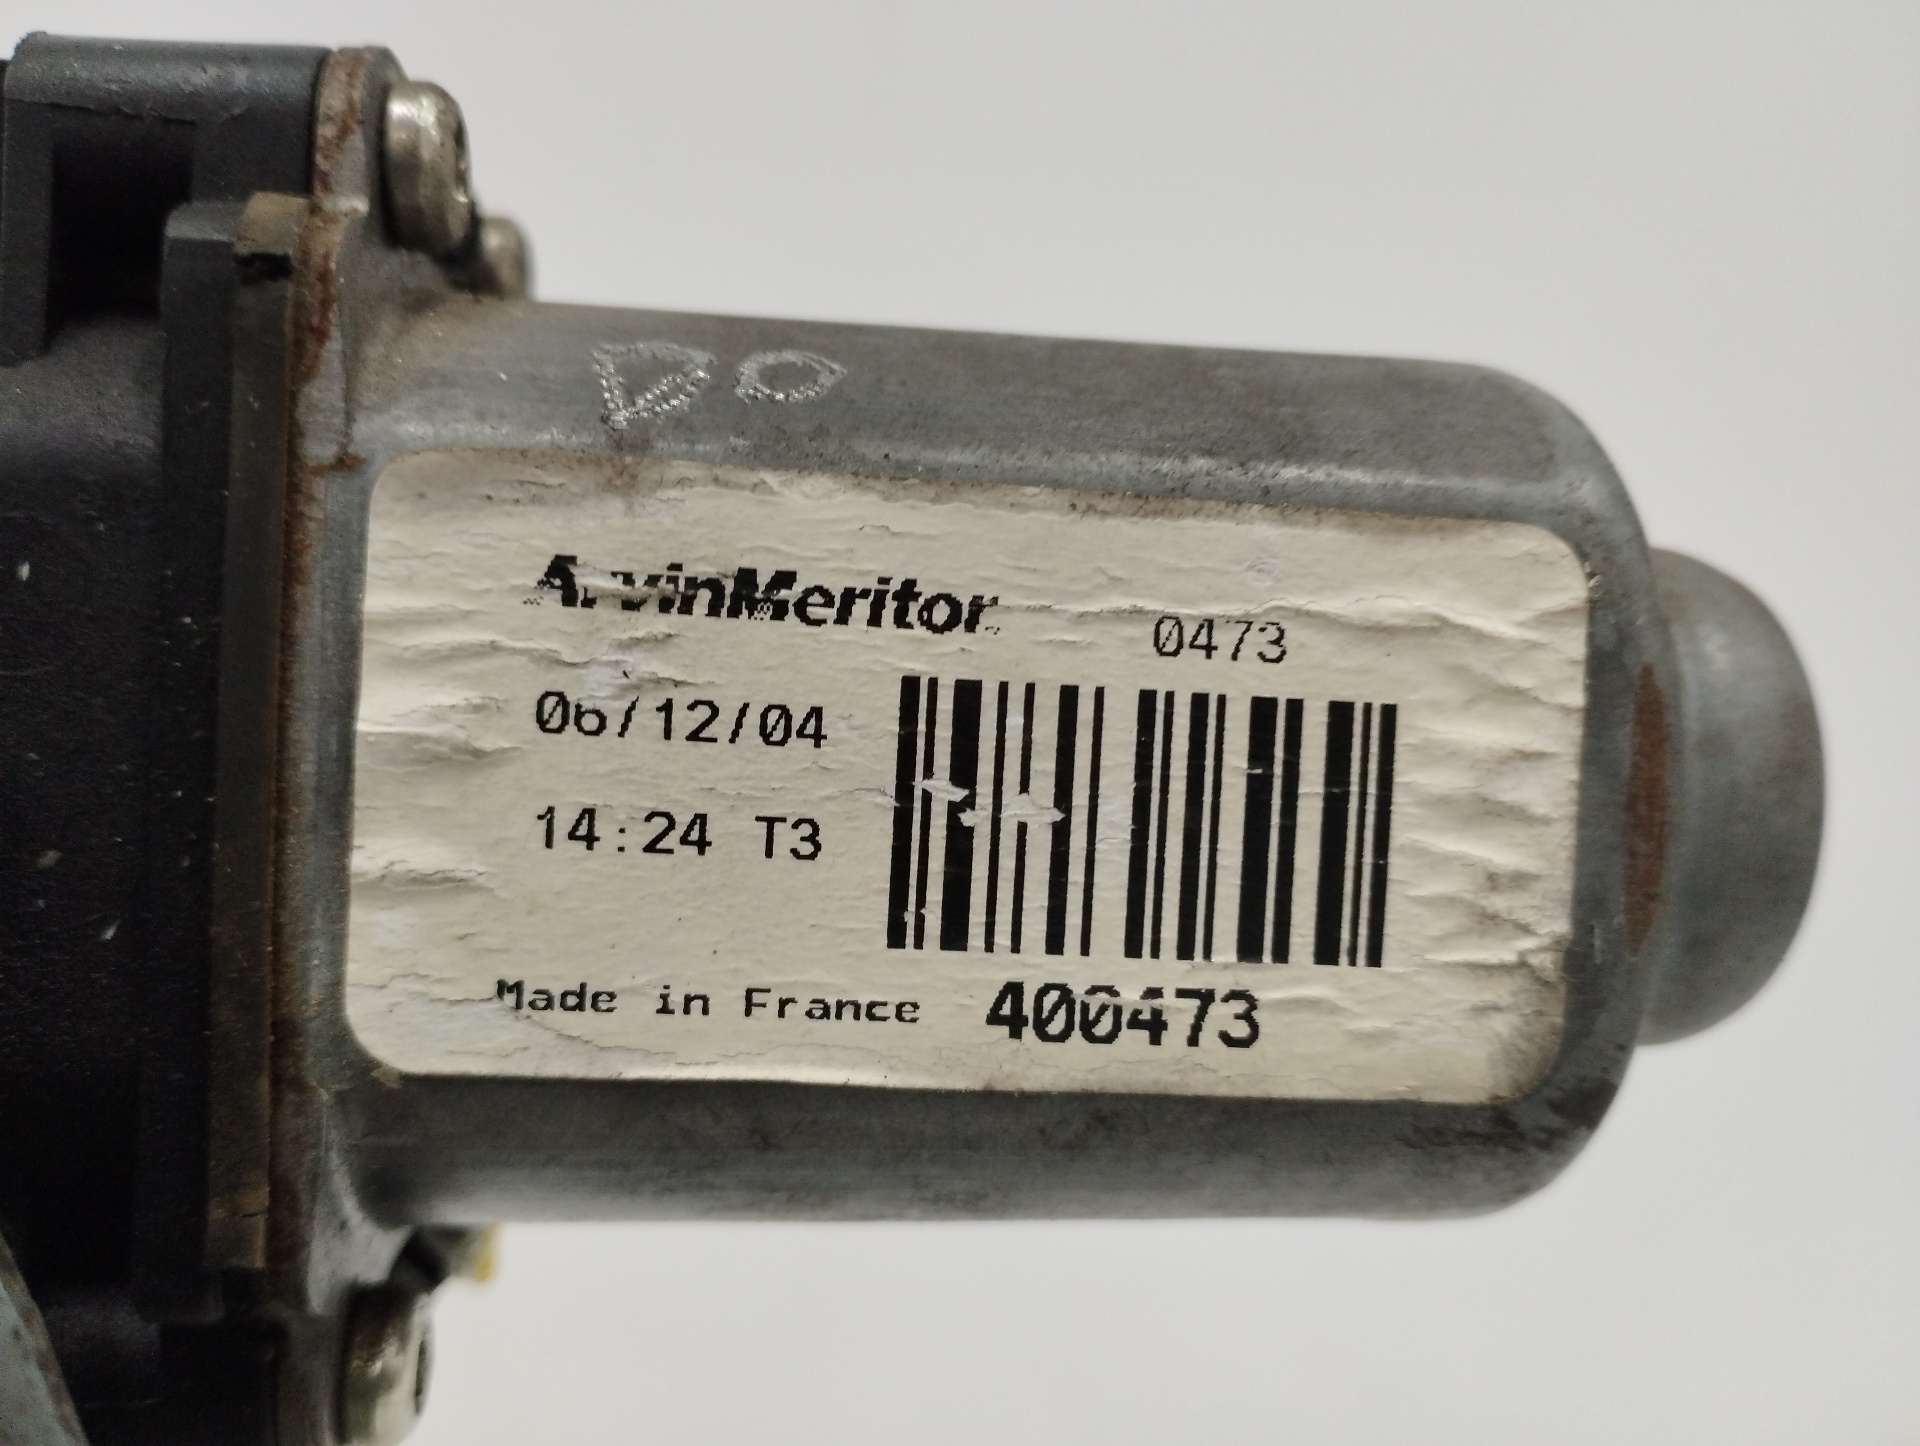 DO
ArvinMeritor
0473
06/12/04
14:24 T3
Made in France 400473